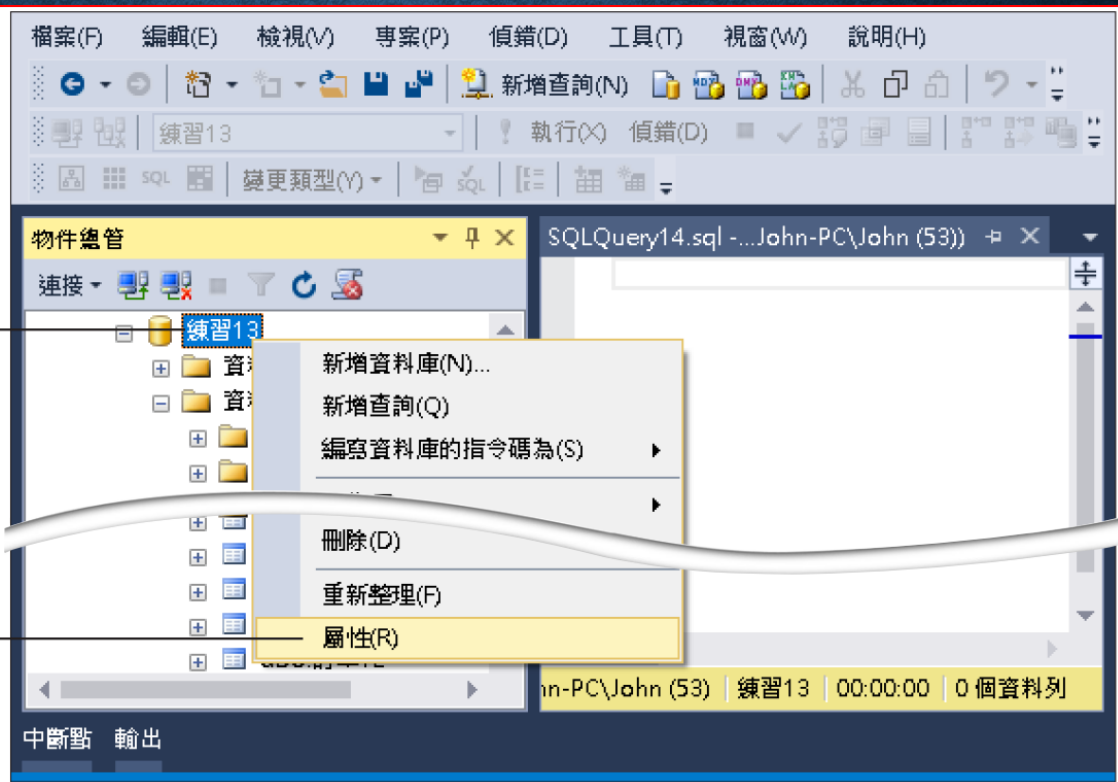 檔案(F) 編輯(E) 檢視(V) 專案(P) 偵錯(D) 工具(T) 視窗(W) 說明(H)
新增查詢(N)
練習13 執行(X) 偵錯(D)
SQL 變更類型(Y)
物件總管
SQLQuery14.sql -...John-PC\John (53))
連接
練習13
新增資料庫(N)...
新增查詢(Q)
編寫資料庫的指令碼為(S)
刪除(D)
重新整理(F)
屬性(R)
hn-PC\John (53) 練習13 00:00:00 0 個資料列
中斷點 輸出